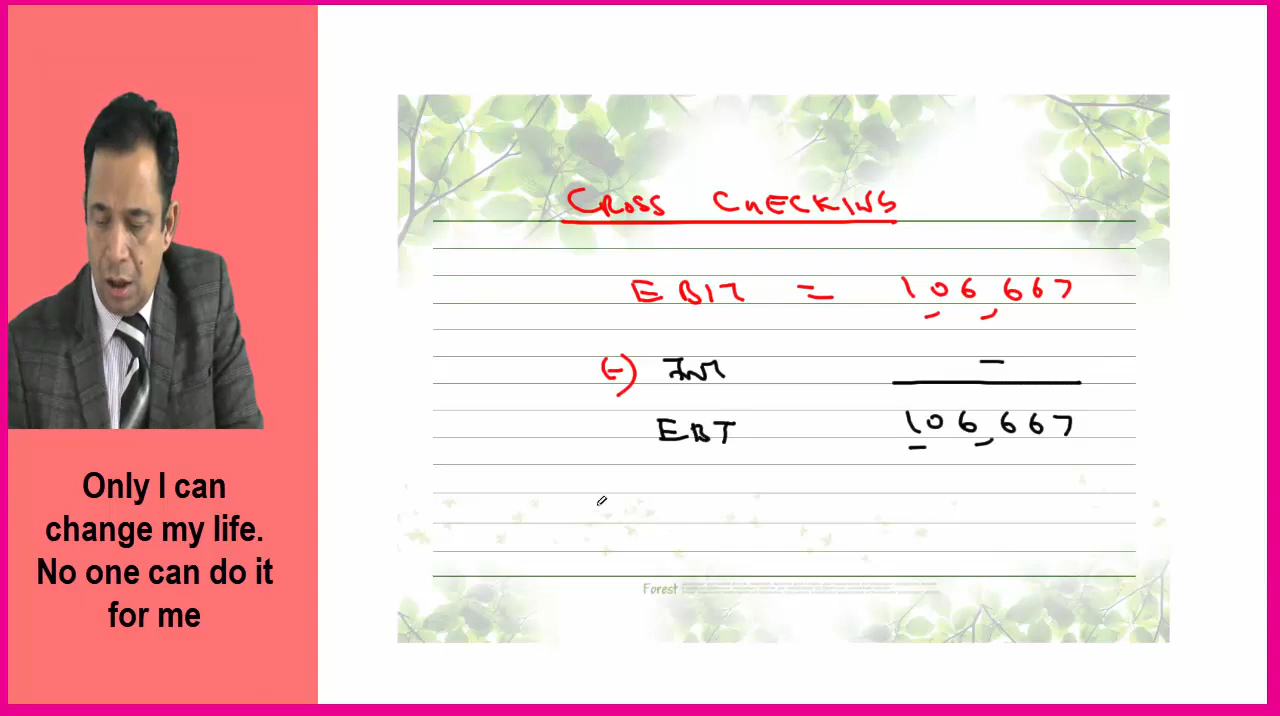 Only I can
change my life.
No one can do it
for me
CROSS CHECKING
EBIT = 106,667
(-) Int -
EBT 106,667
Forest